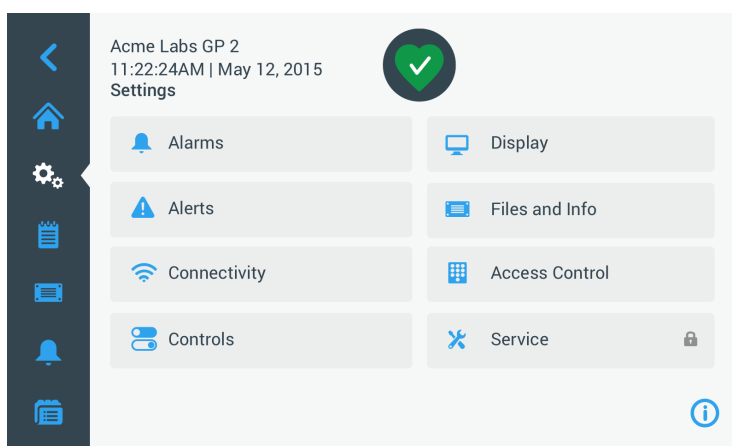 Acme Labs GP 2
11:22:24AM | May 12, 2015
Settings
Alarms
Display
Alerts
Files and Info
Connectivity
Access Control
Controls
Service